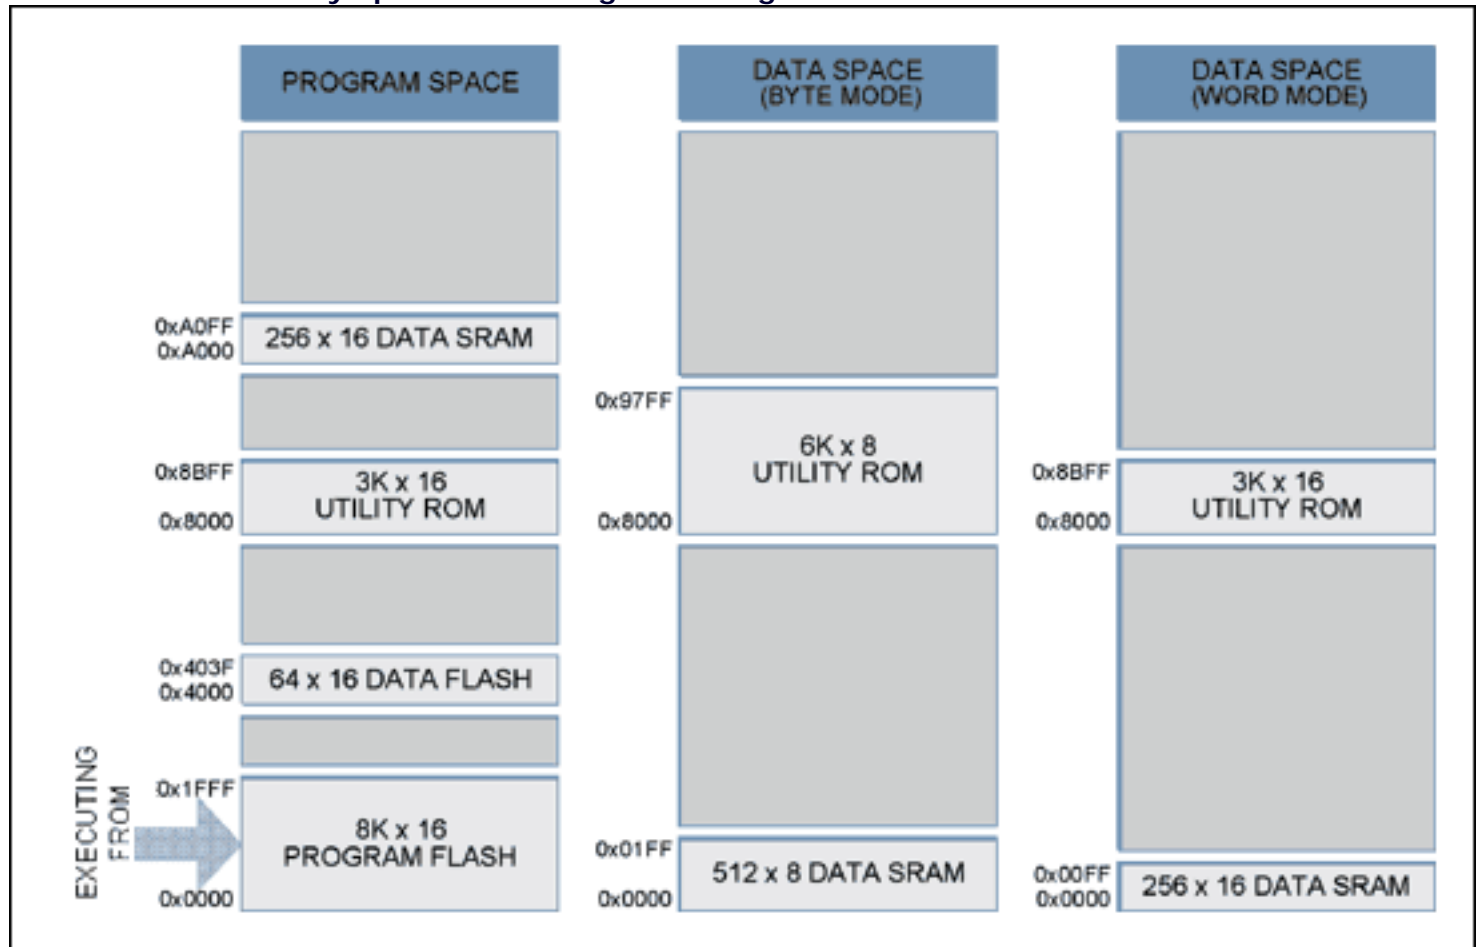 PROGRAM SPACE
DATA SPACE
(BYTE MODE)
DATA SPACE
(WORD MODE)
0xA0FF
0xA000
256 x 16 DATA SRAM
0x8BFF
0x8000
3K x 16
UTILITY ROM
0x403F
0x4000
64 x 16 DATA FLASH
EXECUTING
FROM
0x1FFF
0x0000
8K x 16
PROGRAM FLASH
0x97FF
0x8000
6K x 8
UTILITY ROM
0x01FF
0x0000
512 x 8 DATA SRAM
0x8BFF
0x8000
3K x 16
UTILITY ROM
0x00FF
0x0000
256 x 16 DATA SRAM